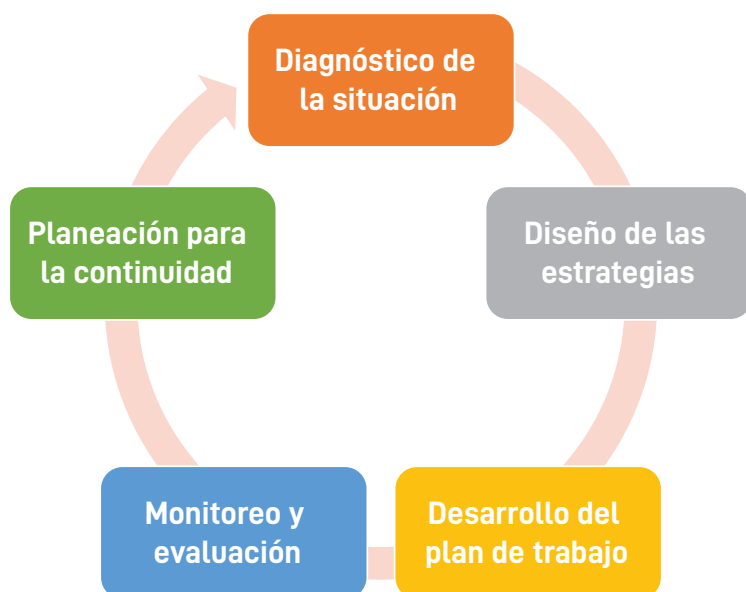 Diagnóstico de
la situación
Diseño de las
estrategias
Desarrollo del
plan de trabajo
Monitoreo y
evaluación
Planeación para
la continuidad